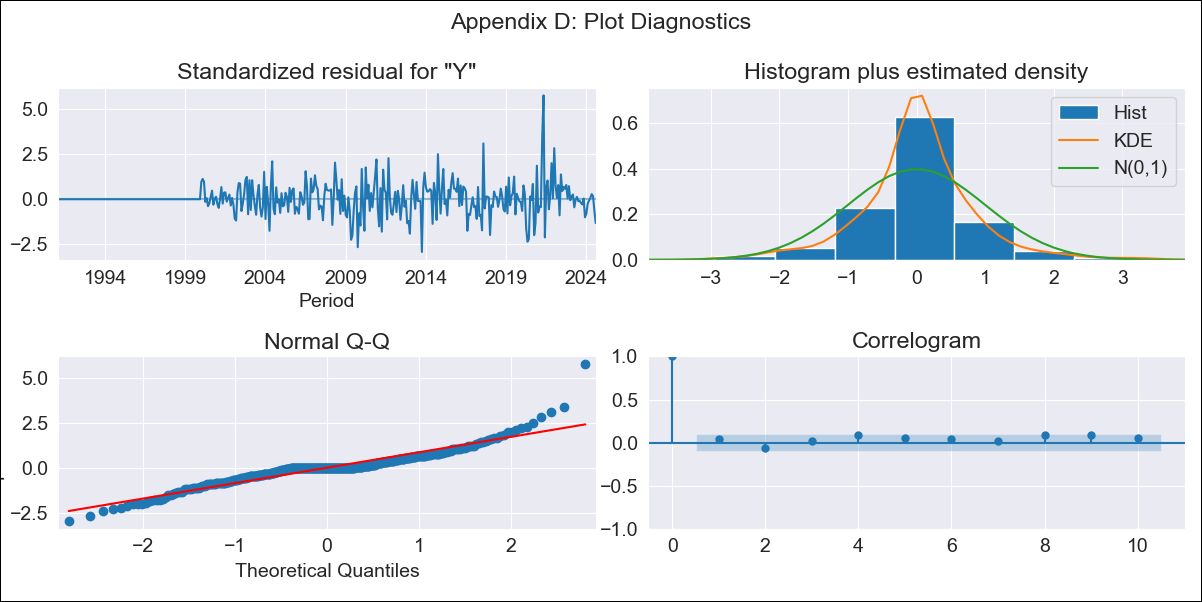 Appendix D: Plot Diagnostics
Standardized residual for "Y"
5.0
2.5
0.0
−2.5
1994 1999 2004 2009 2014 2019 2024
Period
Histogram plus estimated density
Hist
KDE
N(0,1)
0.6
0.4
0.2
0.0
−3 −2 −1 0 1 2 3
Normal Q-Q
5.0
2.5
0.0
−2.5
−2 −1 0 1 2
Theoretical Quantiles
Correlogram
1.0
0.5
0.0
−0.5
−1.0
0 2 4 6 8 10